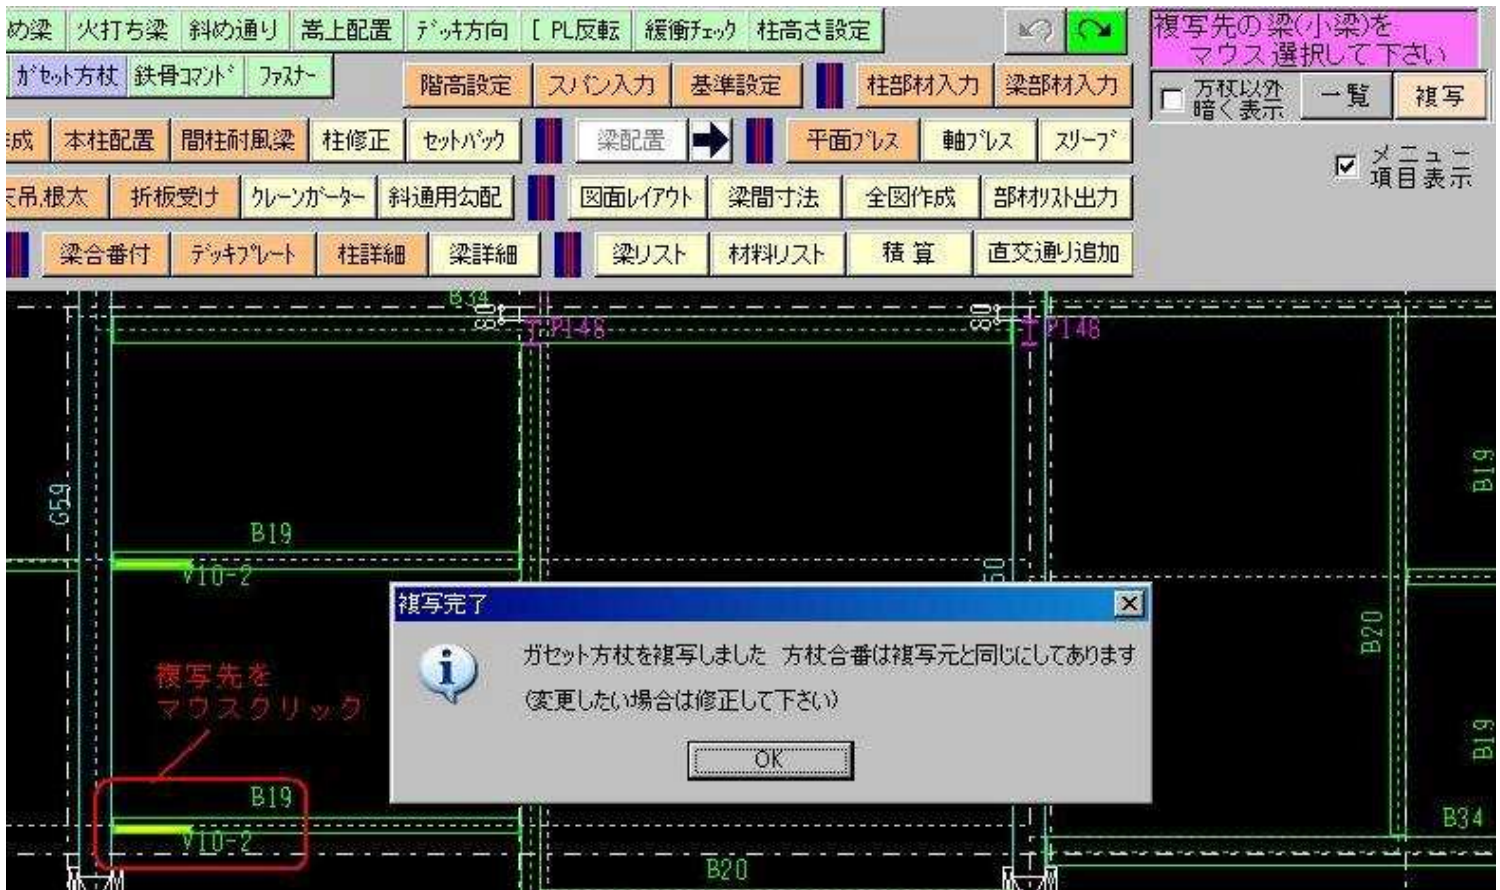 め梁 火打ち梁 斜め通り 嵩上配置 デッキ方向 [ PL反転 緩衝チェック 柱高さ設定
複写先の 梁(小梁)を
マウス 選択して 下さい
ガセット方杖 鉄骨コマンド ファスナー
階高設定 スパン入力 基準設定 柱部材入力 梁部材入力
方杖以外
暗く表示
一覧 複写
成 本柱配置 間柱耐風梁 柱修正 セットバック 梁配置 平面ブレス 軸ブレス スリーブ
メニュー
項目表示
天吊,根太 折板受け クレーンガーター 斜通用勾配 図面レイアウト 梁間寸法 全図作成 部材リスト出力
梁合番付 デッキプレート 柱詳細 梁詳細 梁リスト 材料リスト 積 算 直交通り追加
B34
80 P148 80 P148
G59
B19
B19
V10-2
複写完了
ガセット方杖を複写しました 方杖合番は複写元と同じにしてあります
(変更したい場合は修正して下さい)
OK
B20
複写先を
マウスクリック
B19
B19
V10-2
B34
B20